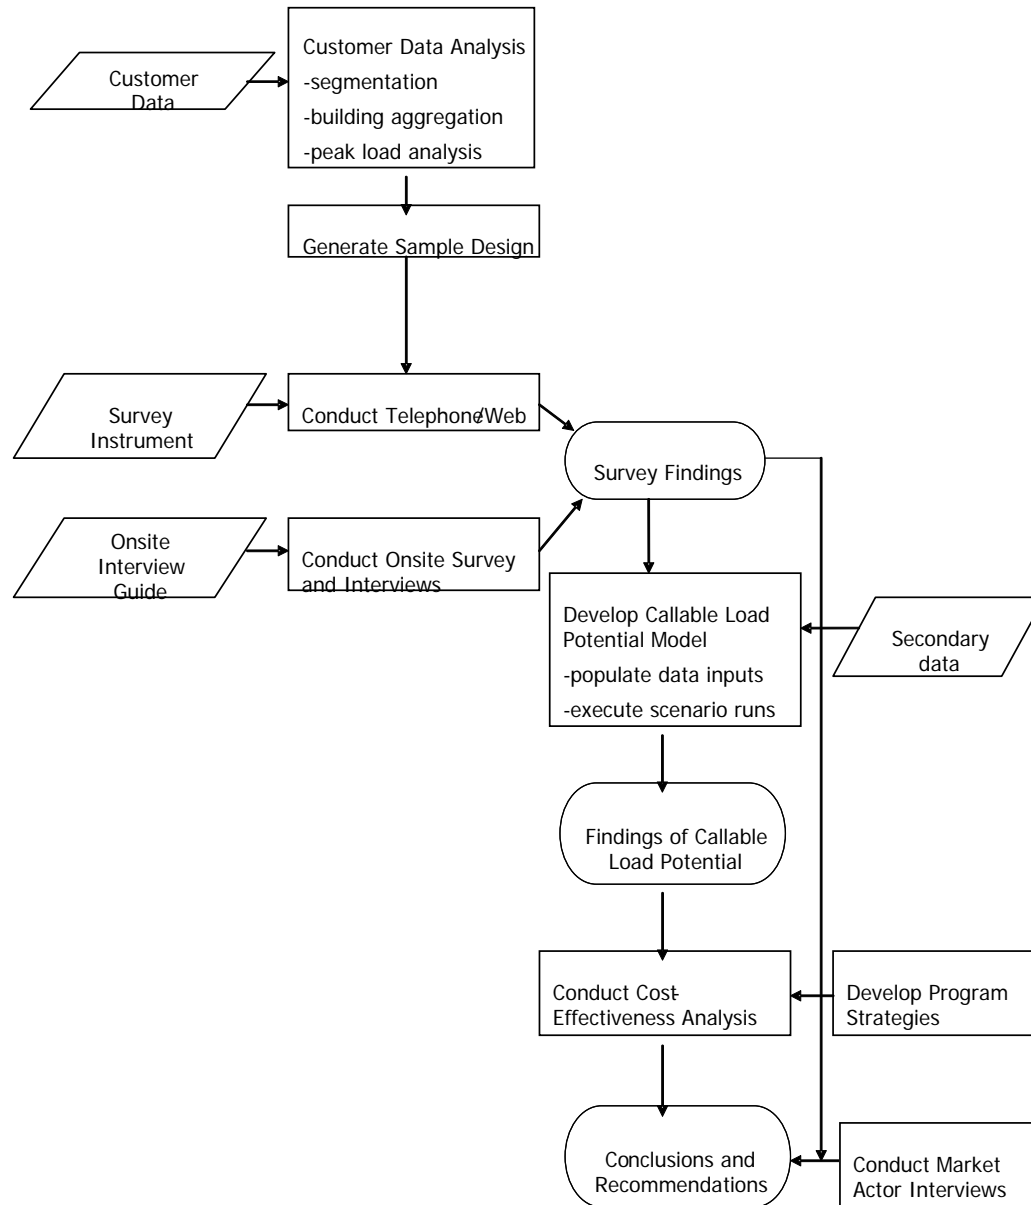 Customer Data Analysis
-segmentation
-building aggregation
-peak load analysis
Customer
Data
Generate Sample Design
Survey
Instrument
Conduct Telephone/Web
Survey Findings
Onsite
Interview
Guide
Conduct Onsite Survey
and Interviews
Develop Callable Load
Potential Model
-populate data inputs
-execute scenario runs
Secondary
data
Findings of Callable
Load Potential
Conduct Cost-
Effectiveness Analysis
Develop Program
Strategies
Conclusions and
Recommendations
Conduct Market
Actor Interviews